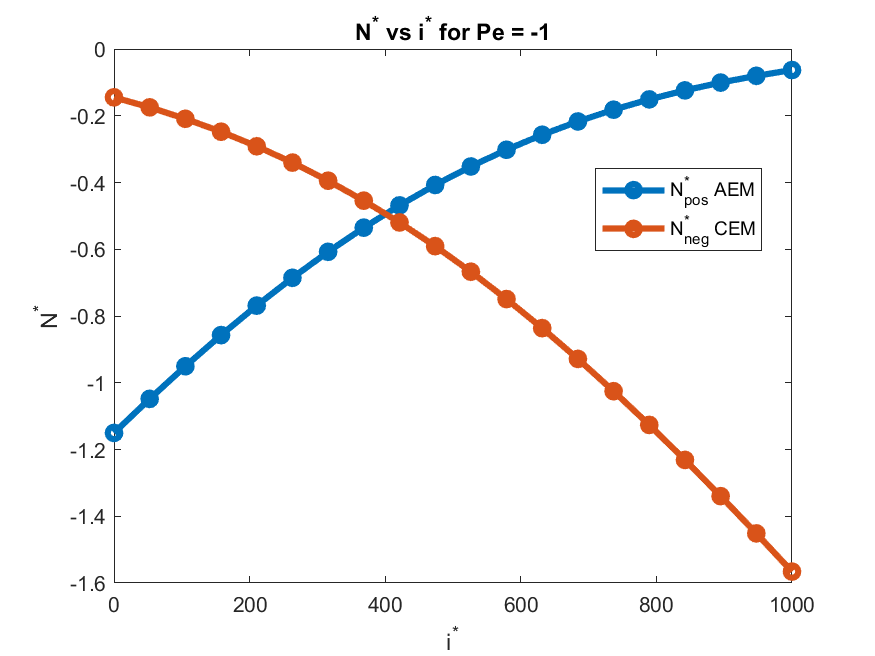 N* vs i* for Pe = -1
0
-0.2
-0.4
-0.6
-0.8
-1
-1.2
-1.4
-1.6
N*
N*pos AEM
N*neg CEM
0 200 400 600 800 1000
i*